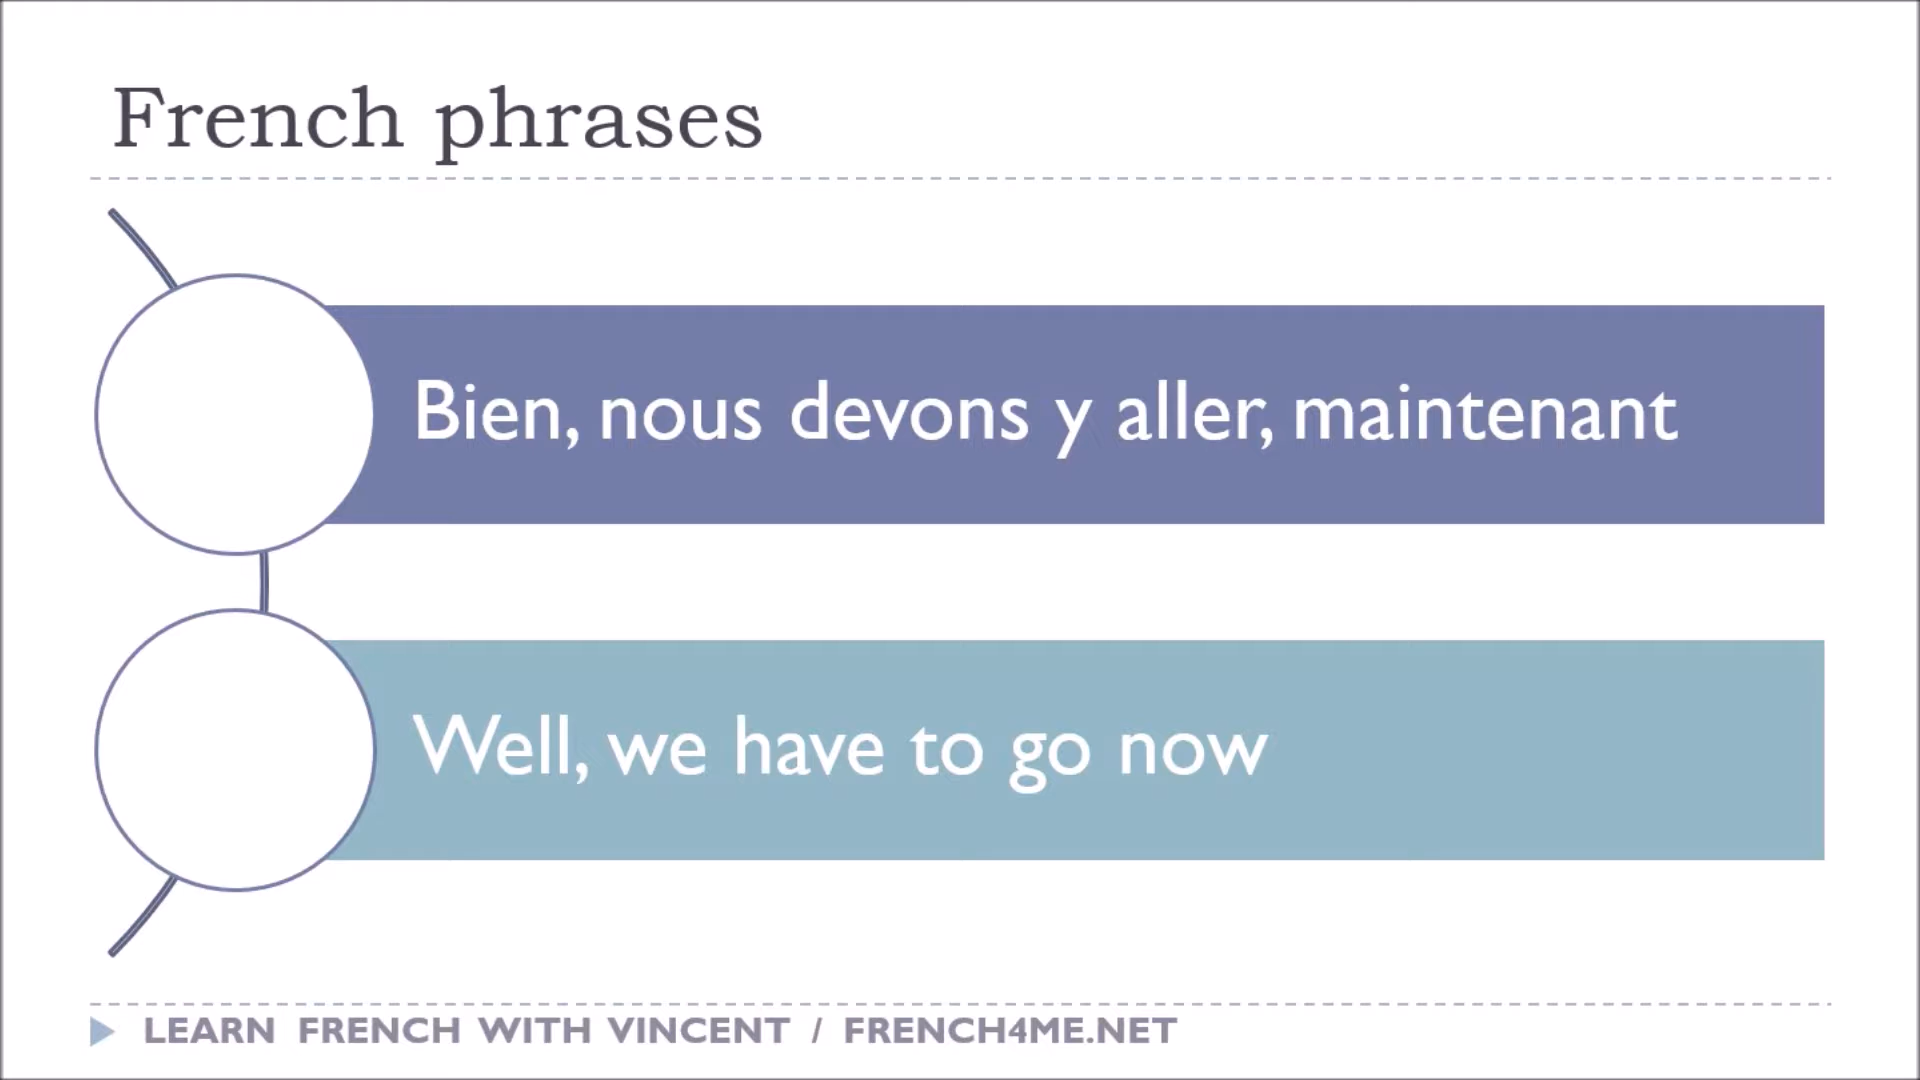 French phrases
Bien, nous devons y aller, maintenant
Well, we have to go now
LEARN FRENCH WITH VINCENT / FRENCH4ME.NET